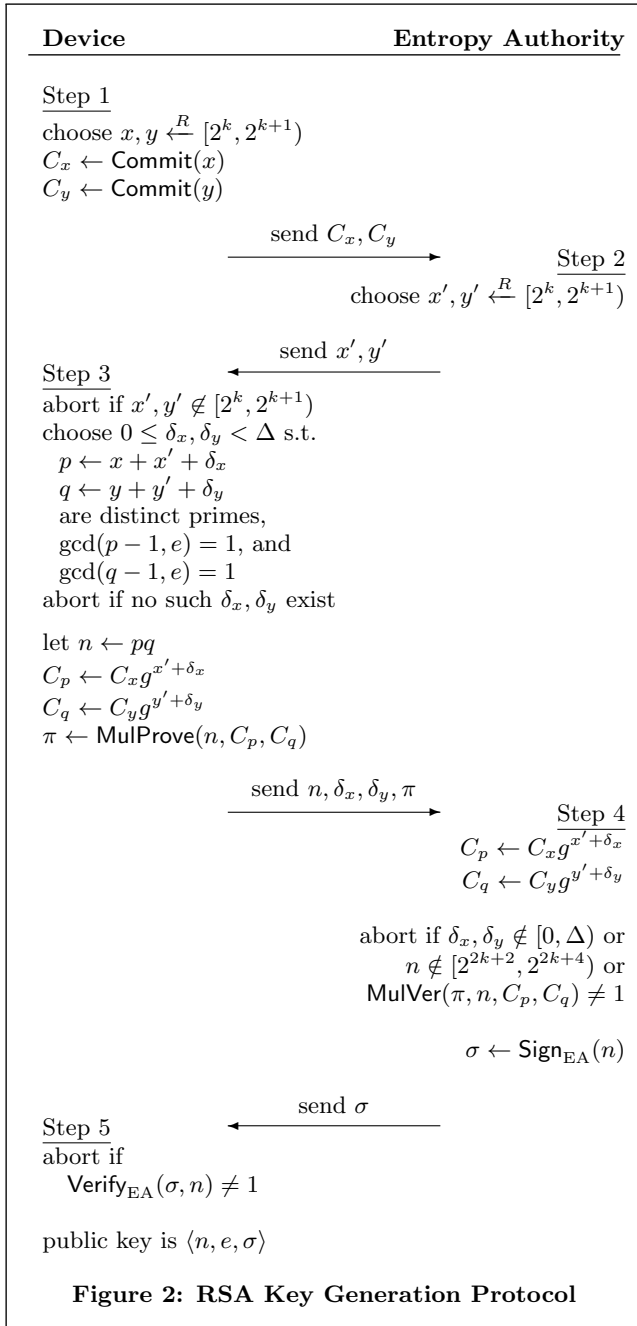 Device Entropy Authority
Step 1
choose x, y ←R [2^k, 2^{k+1})
C_x ← Commit(x)
C_y ← Commit(y)
send C_x, C_y
Step 2
choose x′, y′ ←R [2^k, 2^{k+1})
send x′, y′
Step 3
abort if x′, y′ ∉ [2^k, 2^{k+1})
choose 0 ≤ δ_x, δ_y < Δ s.t.
p ← x + x′ + δ_x
q ← y + y′ + δ_y
are distinct primes,
gcd(p − 1, e) = 1, and
gcd(q − 1, e) = 1
abort if no such δ_x, δ_y exist
let n ← pq
C_p ← C_x g^{x′+δ_x}
C_q ← C_y g^{y′+δ_y}
π ← MulProve(n, C_p, C_q)
send n, δ_x, δ_y, π
Step 4
C_p ← C_x g^{x′+δ_x}
C_q ← C_y g^{y′+δ_y}
abort if δ_x, δ_y ∉ [0, Δ) or
n ∉ [2^{2k+2}, 2^{2k+4}) or
MulVer(π, n, C_p, C_q) ≠ 1
σ ← Sign_EA(n)
send σ
Step 5
abort if
Verify_EA(σ, n) ≠ 1
public key is ⟨n, e, σ⟩
Figure 2: RSA Key Generation Protocol